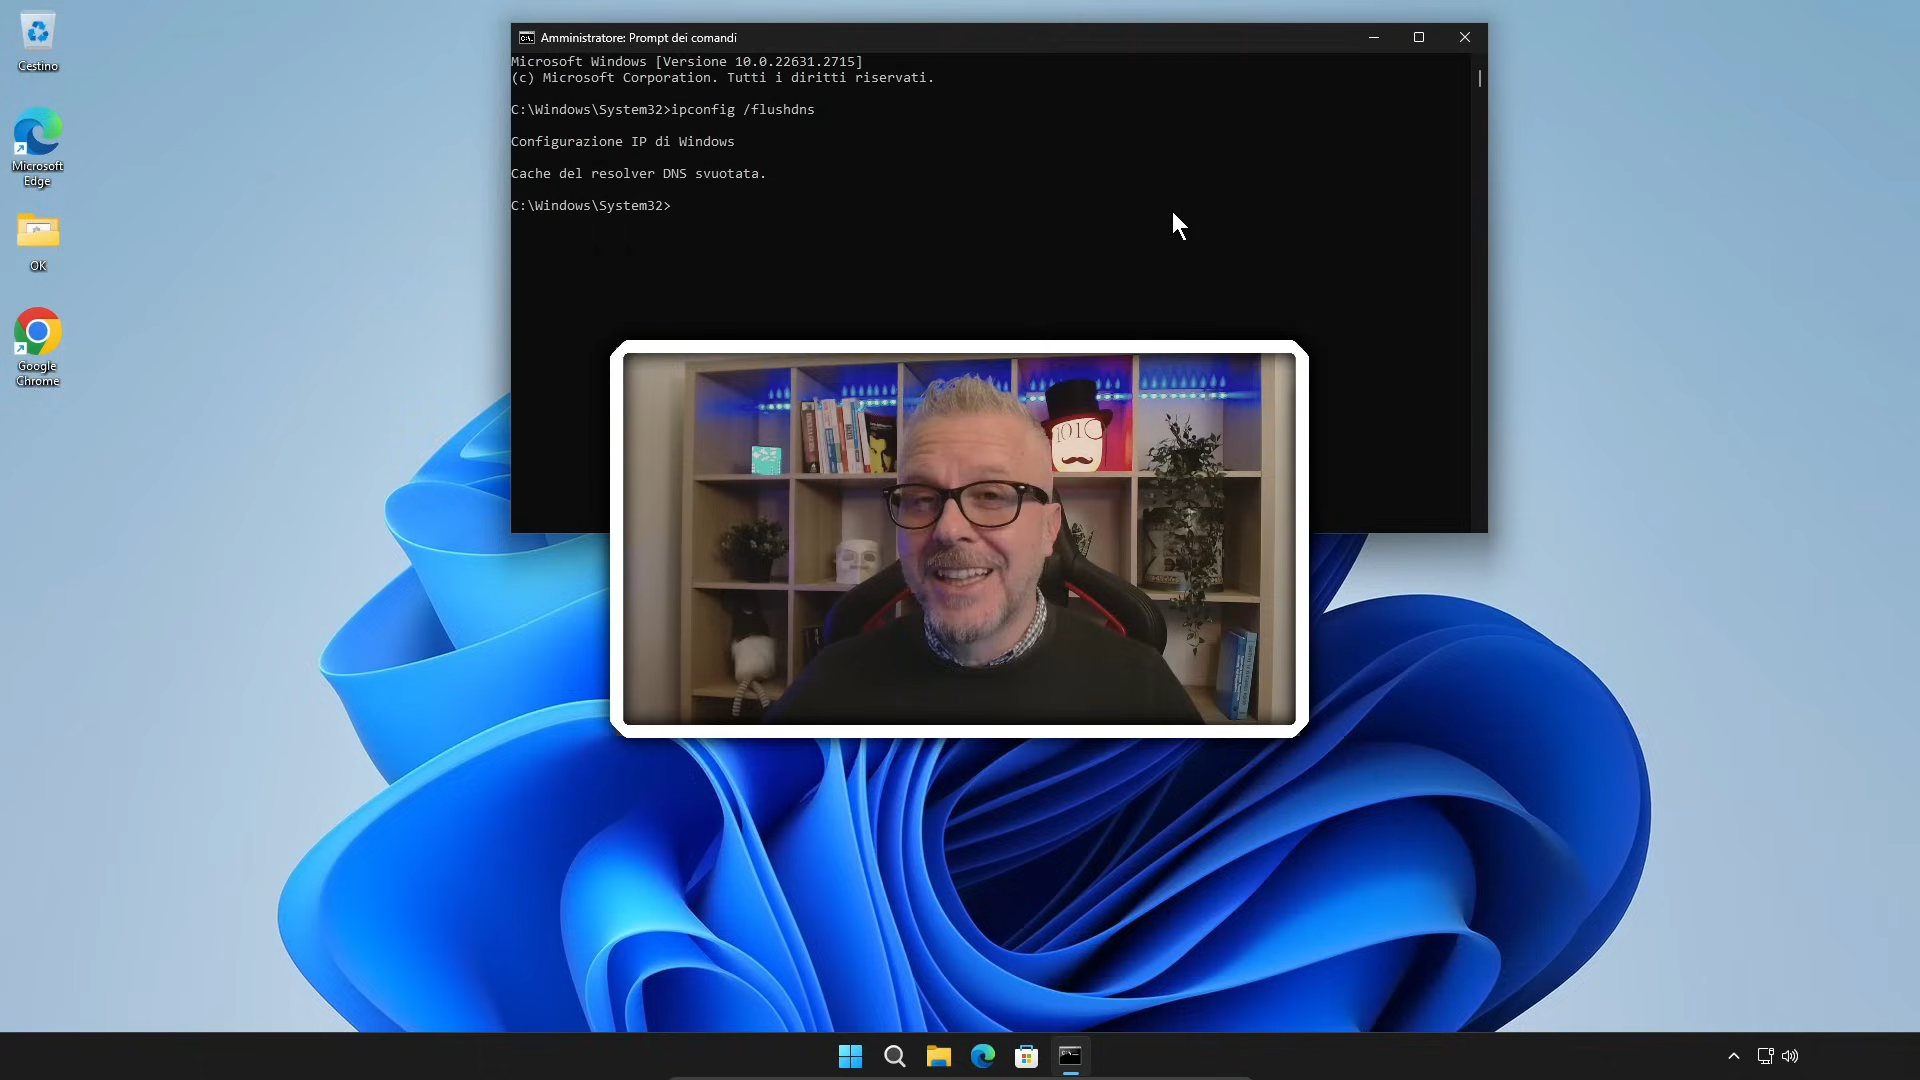 Cestino
Microsoft
Edge
OK
Google
Chrome
Amministratore: Prompt dei comandi
Microsoft Windows [Versione 10.0.22631.2715]
(c) Microsoft Corporation. Tutti i diritti riservati.
C:\Windows\System32>ipconfig /flushdns
Configurazione IP di Windows
Cache del resolver DNS svuotata.
C:\Windows\System32>
1010